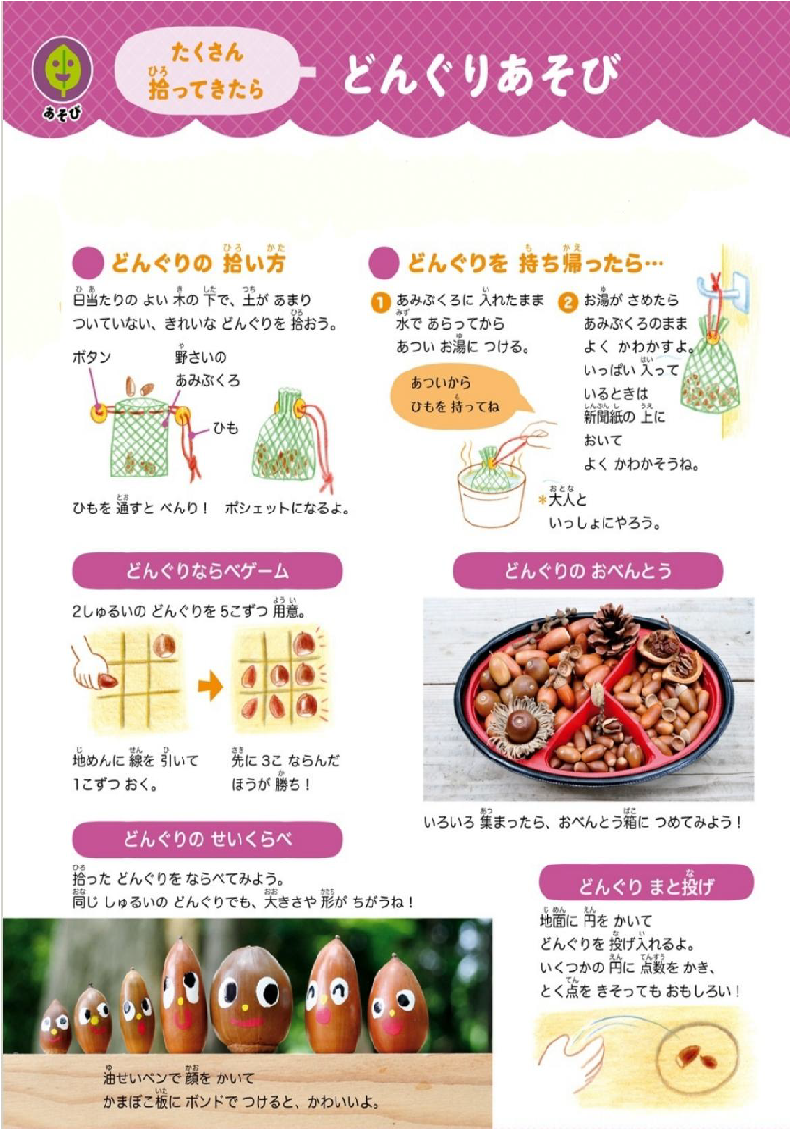 あそび
たくさん
拾ってきたら
どんぐりあそび
どんぐりの 拾い方
日当たりの よい 木の 下で、土が あまり
ついていない、きれいな どんぐりを 拾おう。
ボタン
野さいの
あみぶくろ
ひも
ひもを 通すと べんり！ ポシェットになるよ。
どんぐりを 持ち帰ったら…
1 あみぶくろに 入れたまま
水で あらってから
あつい お湯に つける。
あついから
ひもを 持ってね
2 お湯が さめたら
あみぶくろのまま
よく かわかすよ。
いっぱい 入って
いるときは
新聞紙の 上に
おいて
よく かわかそうね。
*大人と
いっしょにやろう。
どんぐりならべゲーム
2しゅるいの どんぐりを 5こずつ 用意。
地めんに 線を 引いて
1こずつ おく。
先に 3こ ならんだ
ほうが 勝ち！
どんぐりの おべんとう
いろいろ 集まったら、おべんとう箱に つめてみよう！
どんぐりの せいくらべ
拾った どんぐりを ならべてみよう。
同じ しゅるいの どんぐりでも、大きさや 形が ちがうね！
油せいペンで 顔を かいて
かまぼこ板に ボンドで つけると、かわいいよ。
どんぐり まと投げ
地面に 円を かいて
どんぐりを 投げ入れるよ。
いくつかの 円に 点数を かき、
とく点を きそっても おもしろい！